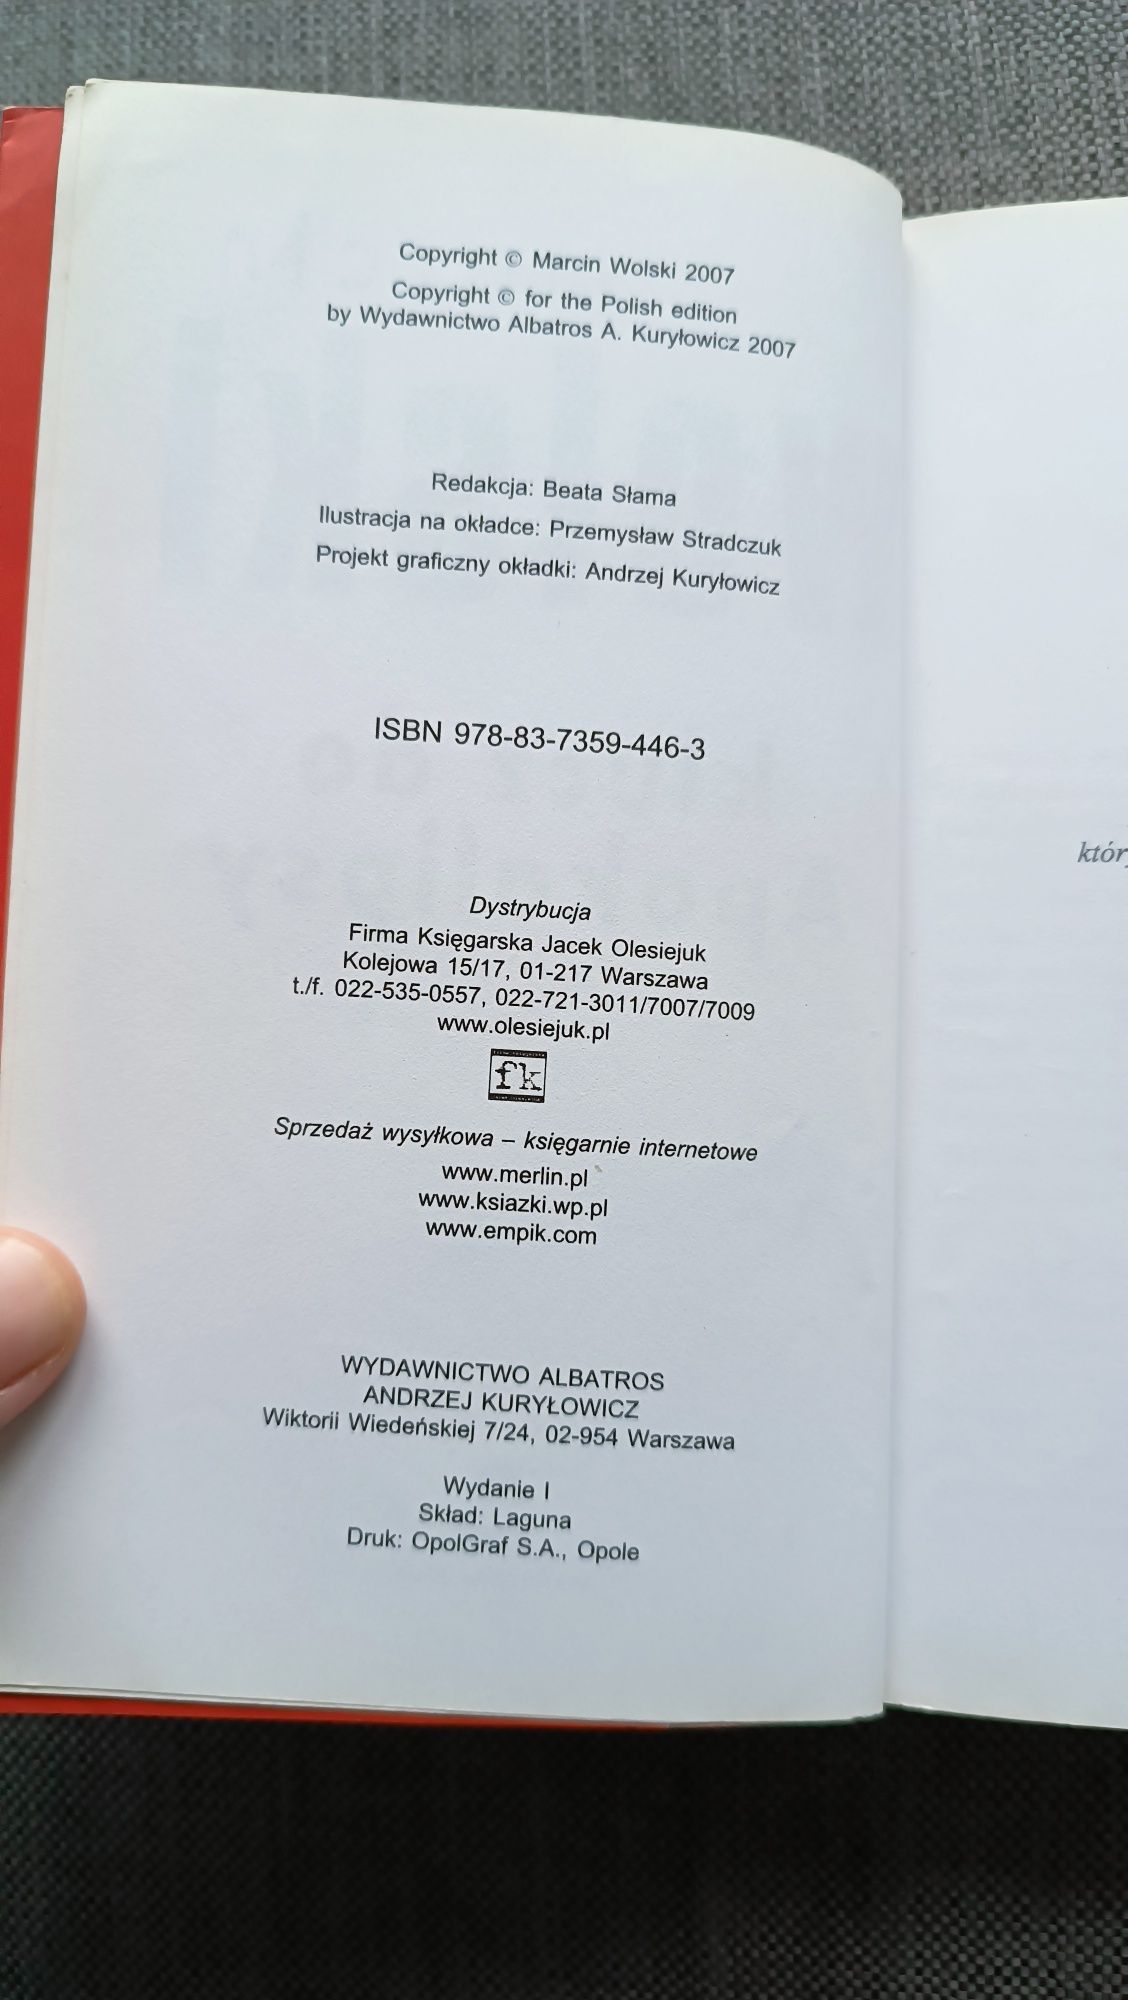 Copyright © Marcin Wolski 2007
Copyright © for the Polish edition
by Wydawnictwo Albatros A. Kuryłowicz 2007
Redakcja: Beata Słama
Ilustracja na okładce: Przemysław Stradczuk
Projekt graficzny okładki: Andrzej Kuryłowicz
ISBN 978-83-7359-446-3
Dystrybucja
Firma Księgarska Jacek Olesiejuk
Kolejowa 15/17, 01-217 Warszawa
t./f. 022-535-0557, 022-721-3011/7007/7009
www.olesiejuk.pl
fk
Sprzedaż wysyłkowa – księgarnie internetowe
www.merlin.pl
www.ksiazki.wp.pl
www.empik.com
WYDAWNICTWO ALBATROS
ANDRZEJ KURYŁOWICZ
Wiktorii Wiedeńskiej 7/24, 02-954 Warszawa
Wydanie I
Skład: Laguna
Druk: OpolGraf S.A., Opole